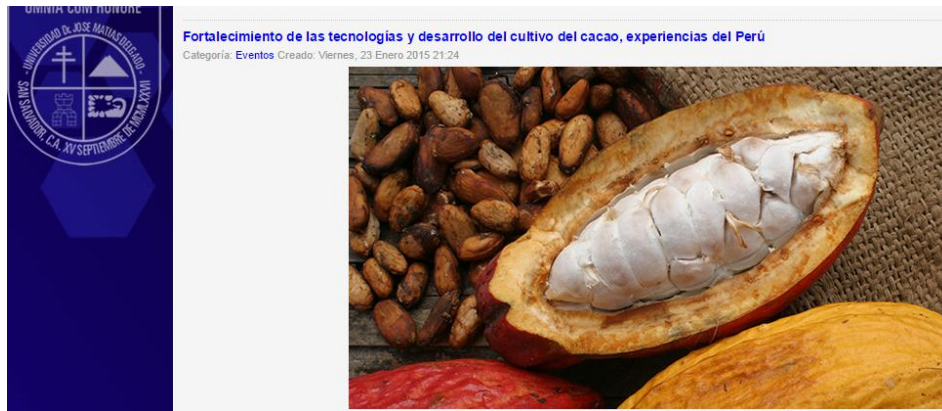 OMNIA CUM HONORE
UNIVERSIDAD Dr. JOSE MATIAS DELGADO
SAN SALVADOR, C.A. XV SEPTIEMBRE DE MCMLXXVII
Fortalecimiento de las tecnologías y desarrollo del cultivo del cacao, experiencias del Perú
Categoría: Eventos Creado: Viernes, 23 Enero 2015 21:24